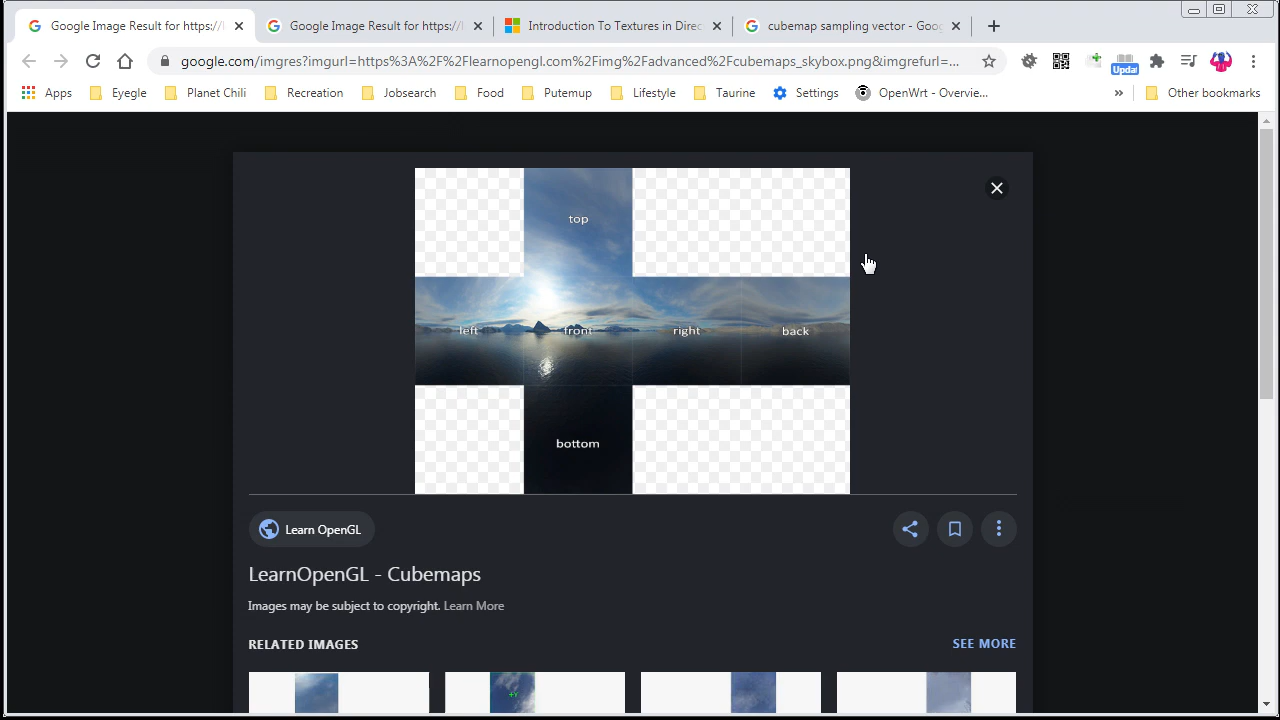 Google Image Result for https://
Google Image Result for https://
Introduction To Textures in Direc
cubemap sampling vector - Goo
google.com/imgres?imgurl=https%3A%2F%2Flearnopengl.com%2Fimg%2Fadvanced%2Fcubemaps_skybox.png&imgrefurl=...
Updat
Apps
Eyegle
Planet Chili
Recreation
Jobsearch
Food
Putemup
Lifestyle
Tarxne
Settings
OpenWrt - Overvie...
»
Other bookmarks
top
left
front
right
back
bottom
Learn OpenGL
LearnOpenGL - Cubemaps
Images may be subject to copyright. Learn More
RELATED IMAGES
SEE MORE